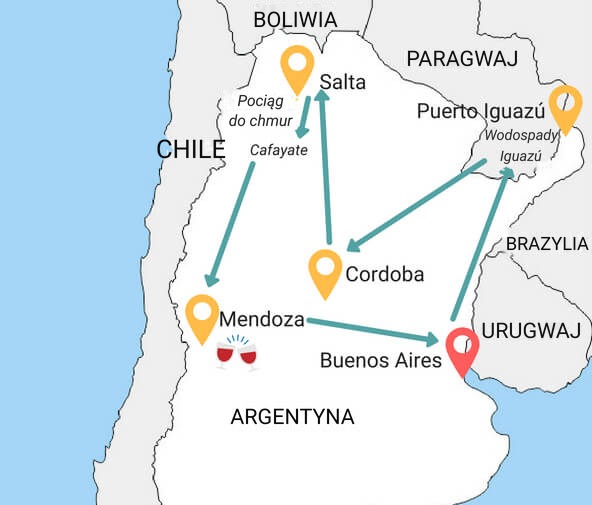 BOLIWIA
PARAGWAJ
Salta
Pociąg
do chmur
Puerto Iguazú
Wodospady
Iguazú
CHILE
Cafayate
BRAZYLIA
Cordoba
Mendoza
URUGWAJ
Buenos Aires
ARGENTYNA